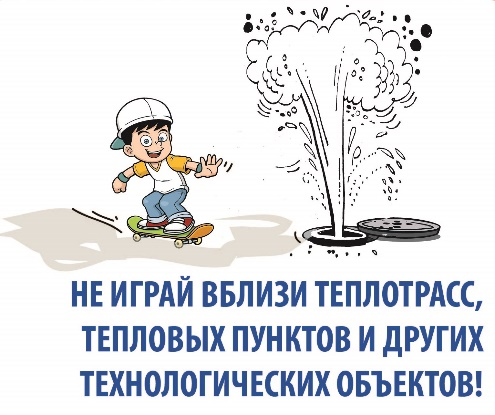 НЕ ИГРАЙ ВБЛИЗИ ТЕПЛОТРАСС,
ТЕПЛОВЫХ ПУНКТОВ И ДРУГИХ
ТЕХНОЛОГИЧЕСКИХ ОБЪЕКТОВ!